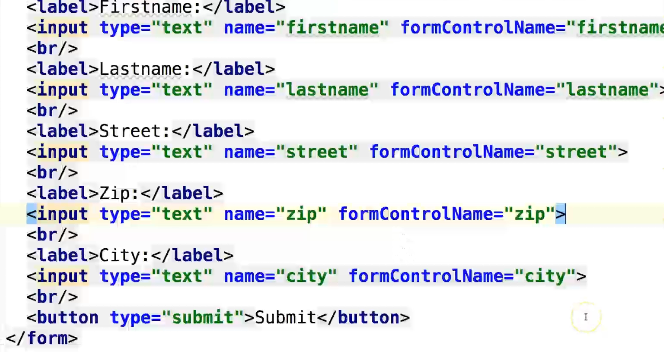 <label>Firstname:</label>
<input type="text" name="firstname" formControlName="firstname
<br/>
<label>Lastname:</label>
<input type="text" name="lastname" formControlName="lastname">
<br/>
<label>Street:</label>
<input type="text" name="street" formControlName="street">
<br/>
<label>Zip:</label>
<input type="text" name="zip" formControlName="zip">
<br/>
<label>City:</label>
<input type="text" name="city" formControlName="city">
<br/>
<button type="submit">Submit</button>
</form>